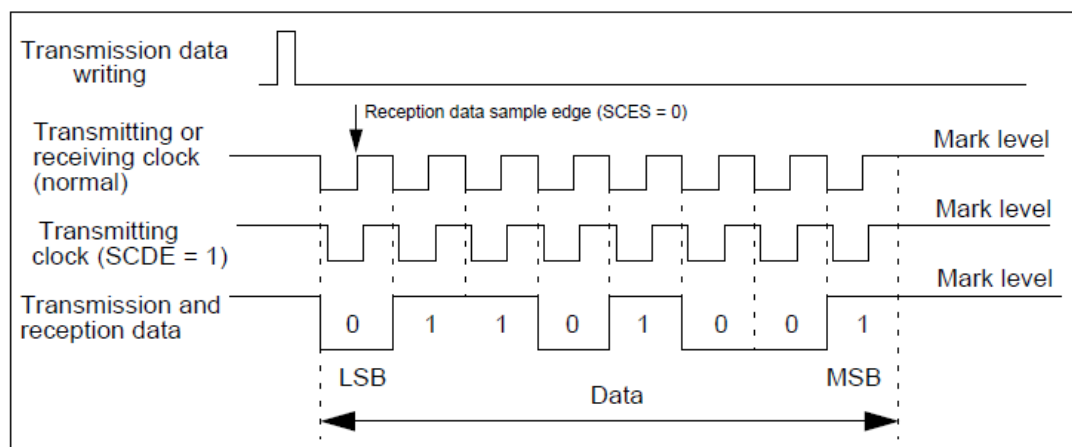 Transmission data
writing
Reception data sample edge (SCES = 0)
Transmitting or
receiving clock
(normal)
Mark level
Transmitting
clock (SCDE = 1)
Mark level
Transmission and
reception data
Mark level
0 1 1 0 1 0 0 1
LSB MSB
Data